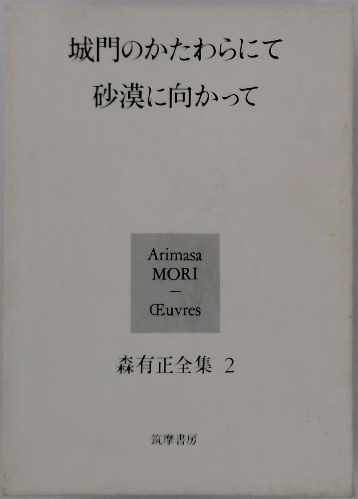 城門のかたわらにて
砂漠に向かって
Arimasa
MORI
—
Œuvres
森有正全集 2
筑摩書房